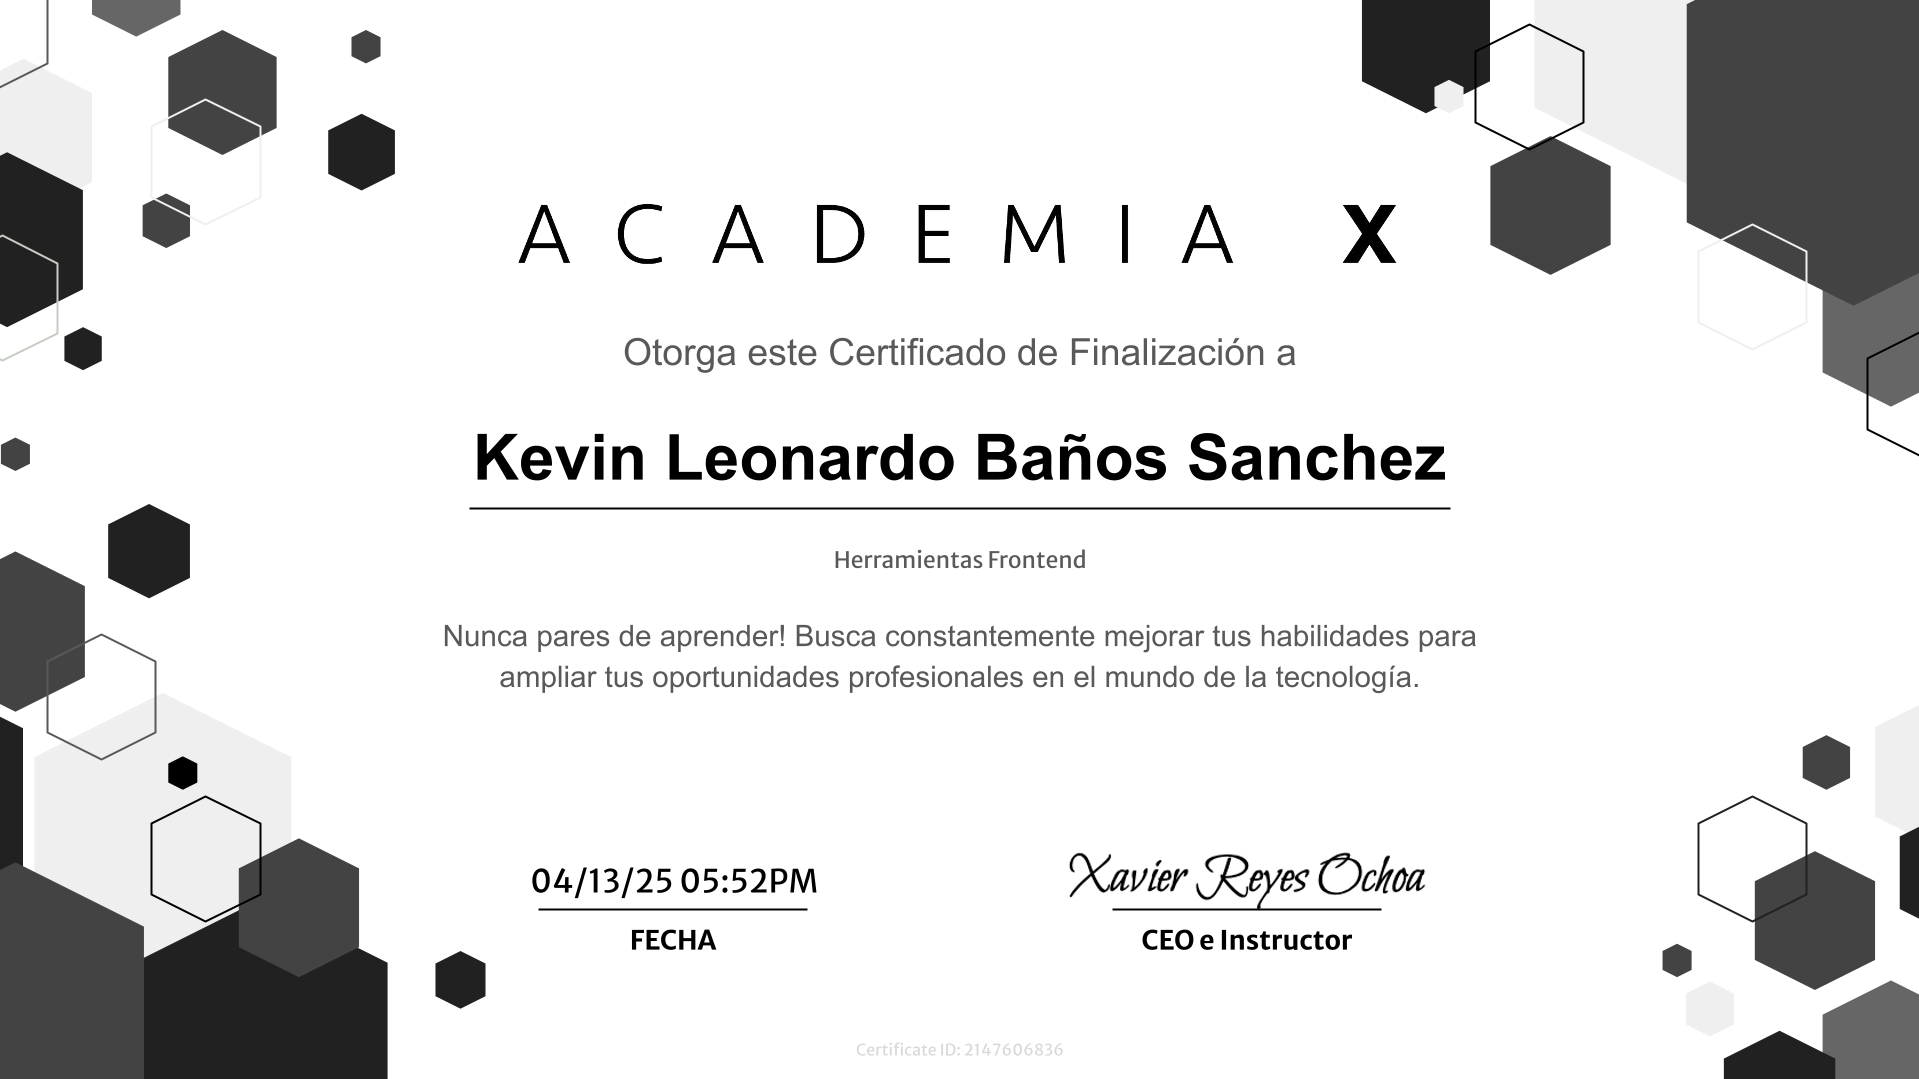 ACADEMIA X
Otorga este Certificado de Finalización a
Kevin Leonardo Baños Sanchez
Herramientas Frontend
Nunca pares de aprender! Busca constantemente mejorar tus habilidades para
ampliar tus oportunidades profesionales en el mundo de la tecnología.
04/13/25 05:52PM
FECHA
Xavier Reyes Ochoa
CEO e Instructor
Certificate ID: 2147606836